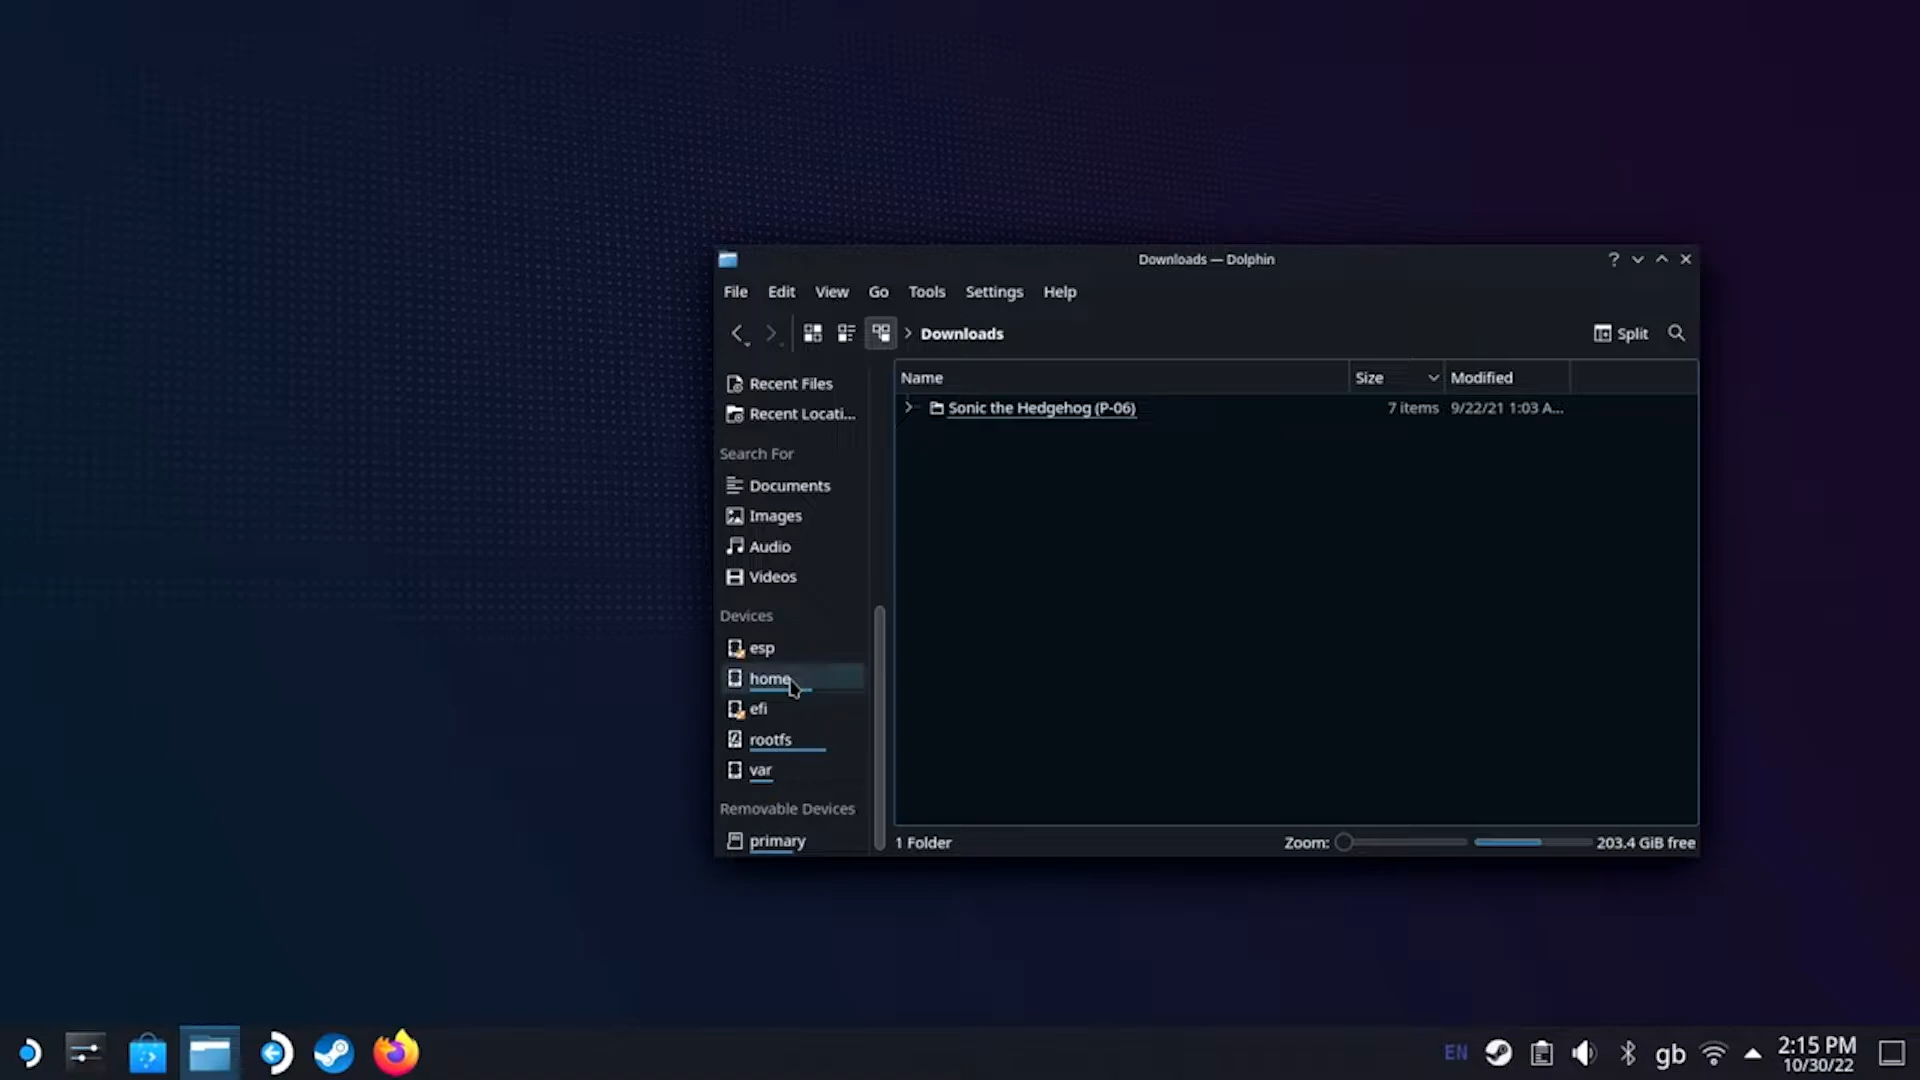 Downloads — Dolphin
File Edit View Go Tools Settings Help
Downloads
Split
Recent Files
Recent Locati...
Search For
Documents
Images
Audio
Videos
Devices
esp
home
efi
rootfs
var
Removable Devices
primary
Name Size Modified
Sonic the Hedgehog (P-06) 7 items 9/22/21 1:03 A...
1 Folder Zoom: 203.4 GiB free
EN gb 2:15 PM
10/30/22